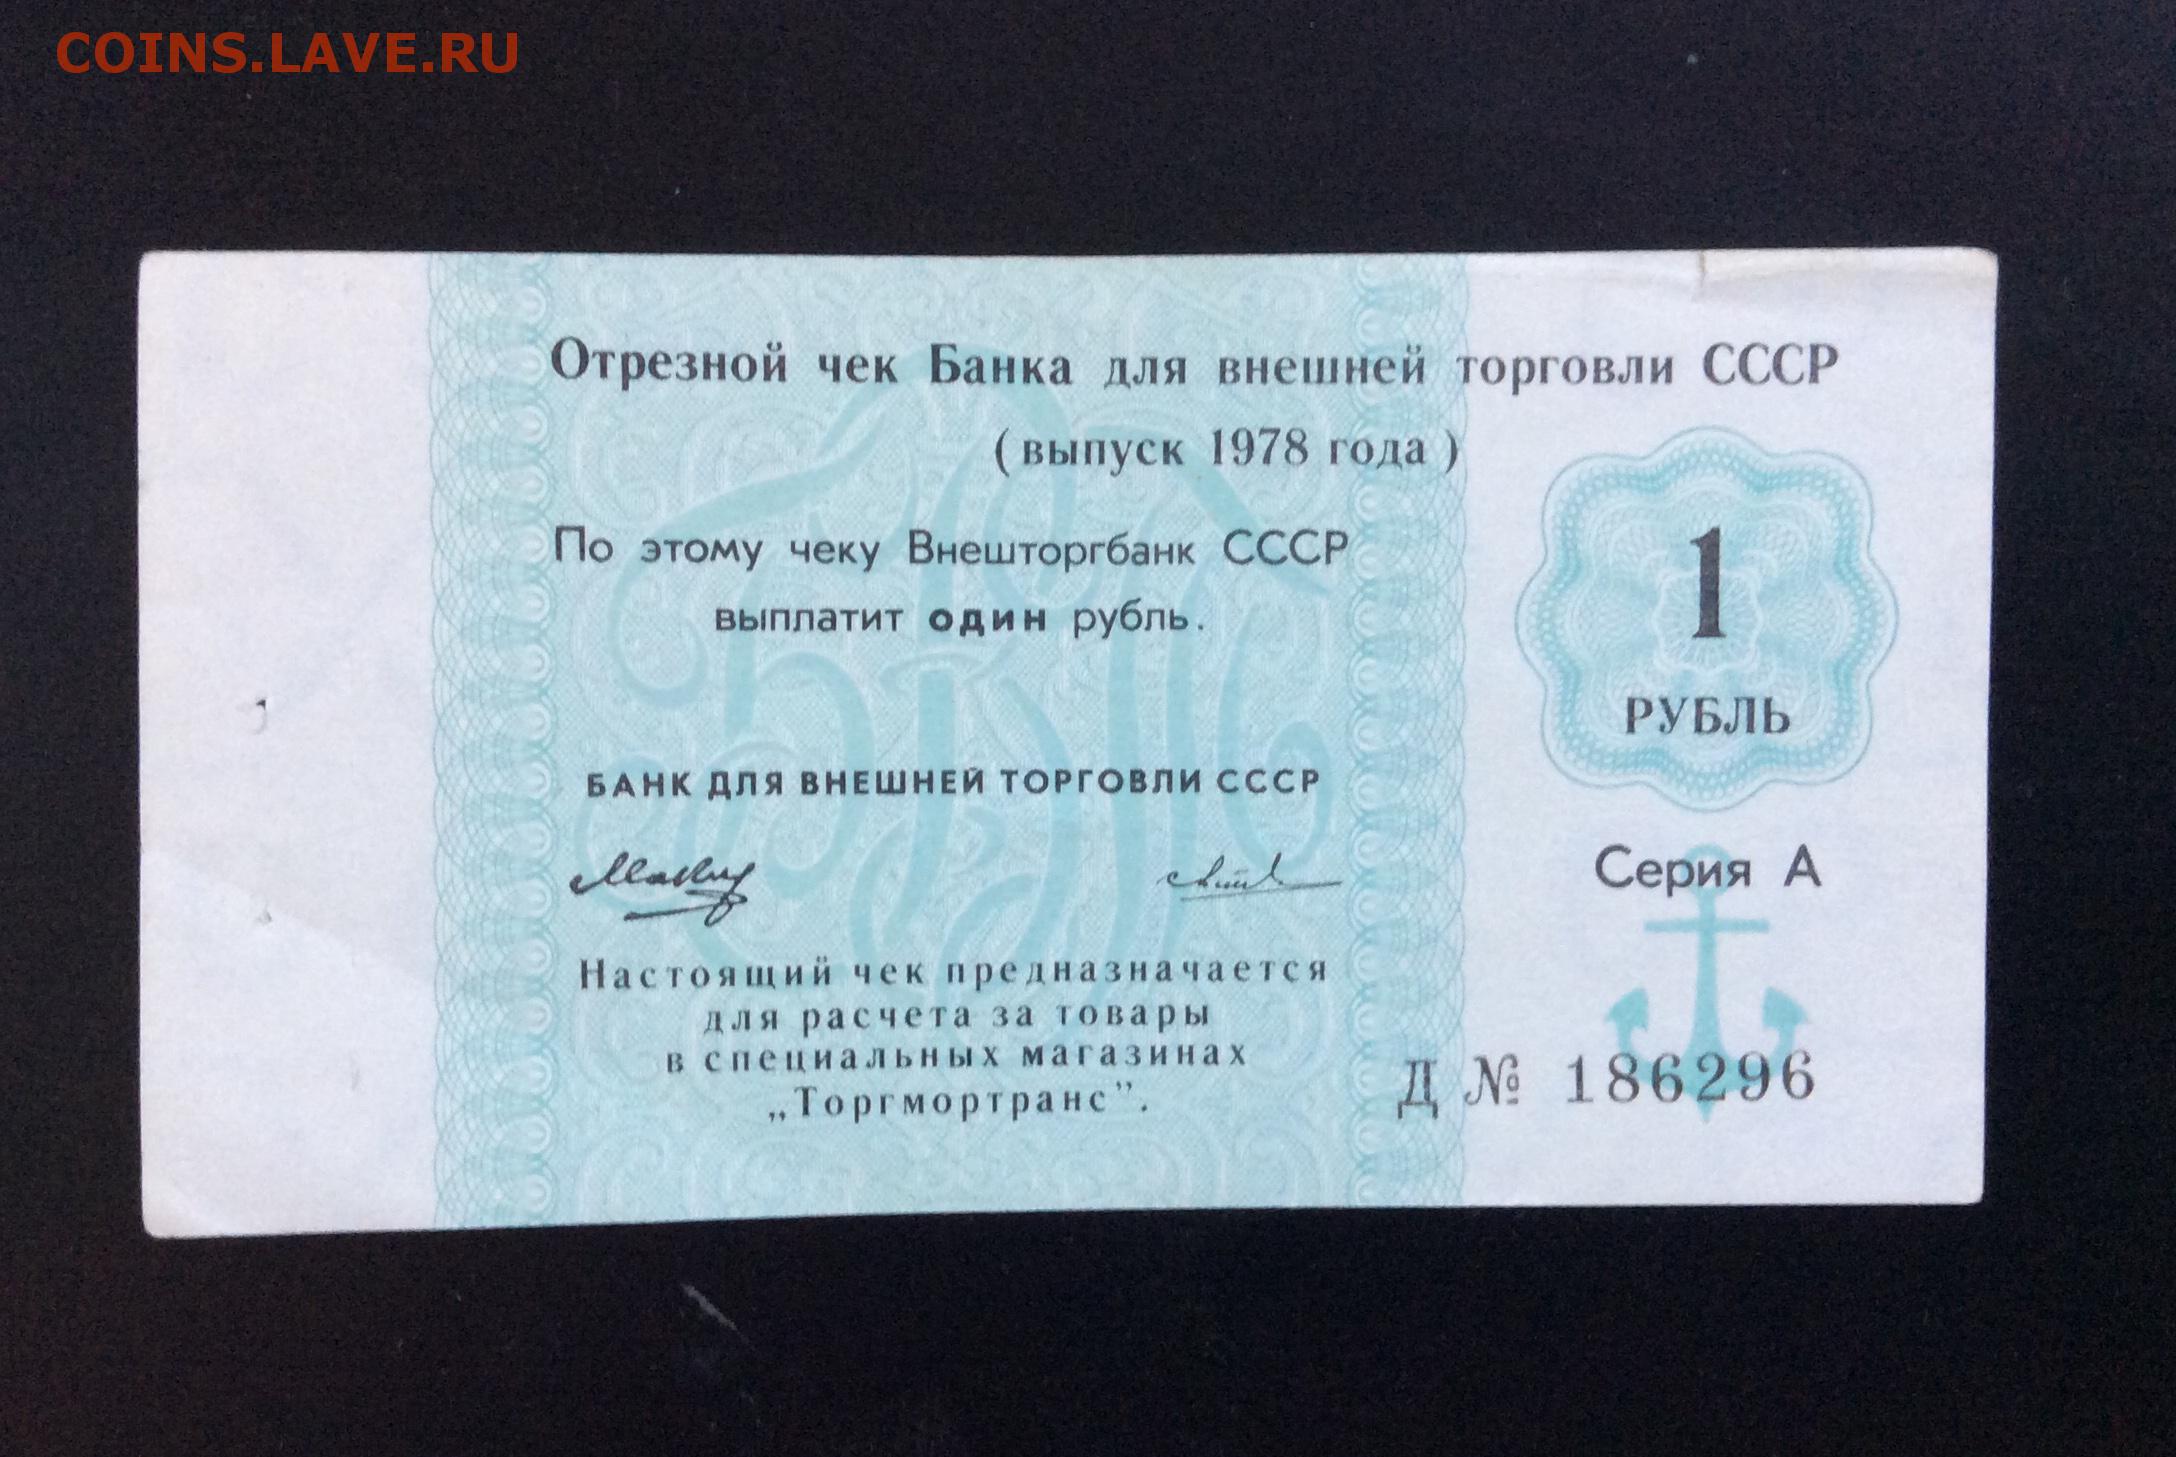 COINS.LAVE.RU
Отрезной чек Банка для внешней торговли СССР
( выпуск 1978 года )
По этому чеку Внешторгбанк СССР
выплатит один рубль.
1
РУБЛЬ
БАНК ДЛЯ ВНЕШНЕЙ ТОРГОВЛИ СССР
Серия А
Настоящий чек предназначается
для расчета за товары
в специальных магазинах
„Торгмортранс”.
Д № 186296